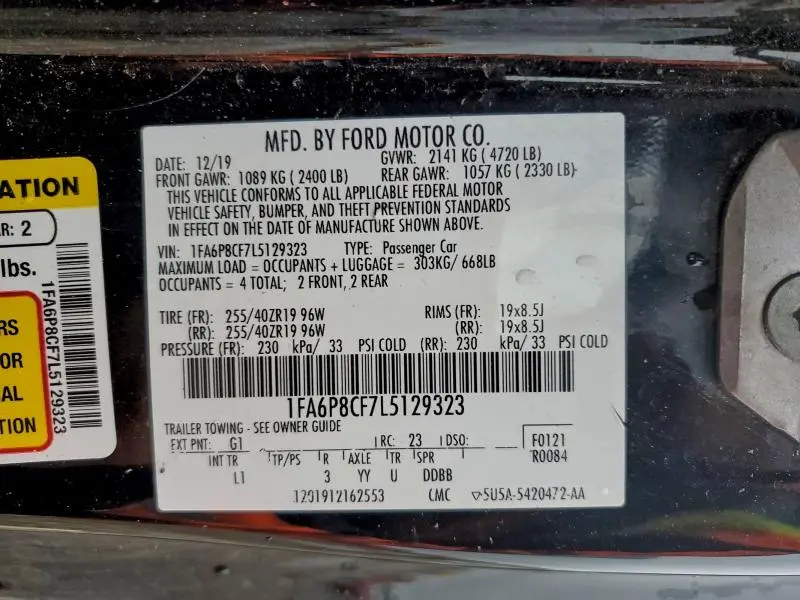 MFD. BY FORD MOTOR CO.
DATE: 12/19 GVWR: 2141 KG ( 4720 LB)
FRONT GAWR: 1089 KG ( 2400 LB) REAR GAWR: 1057 KG ( 2330 LB)
THIS VEHICLE CONFORMS TO ALL APPLICABLE FEDERAL MOTOR
VEHICLE SAFETY, BUMPER, AND THEFT PREVENTION STANDARDS
IN EFFECT ON THE DATE OF MANUFACTURE SHOWN ABOVE.
VIN: 1FA6P8CF7L5129323 TYPE: Passenger Car
MAXIMUM LOAD = OCCUPANTS + LUGGAGE = 303KG/ 668LB
OCCUPANTS = 4 TOTAL; 2 FRONT, 2 REAR
TIRE (FR): 255/40ZR19 96W RIMS (FR): 19x8.5J
(RR): 255/40ZR19 96W (RR): 19x8.5J
PRESSURE (FR): 230 kPa/ 33 PSI COLD (RR): 230 kPa/ 33 PSI COLD
1FA6P8CF7L5129323
TRAILER TOWING - SEE OWNER GUIDE
EXT PNT: G1 RC: 23 DSO: F0121
INT TR TP/PS R AXLE TR SPR R0084
L1 3 YY U DDBB
1201912162553 CMC 5U5A-5420472-AA
ATION
AR: 2
lbs.
RS
OR
AL
TION
1FA6P8CF7L5129323